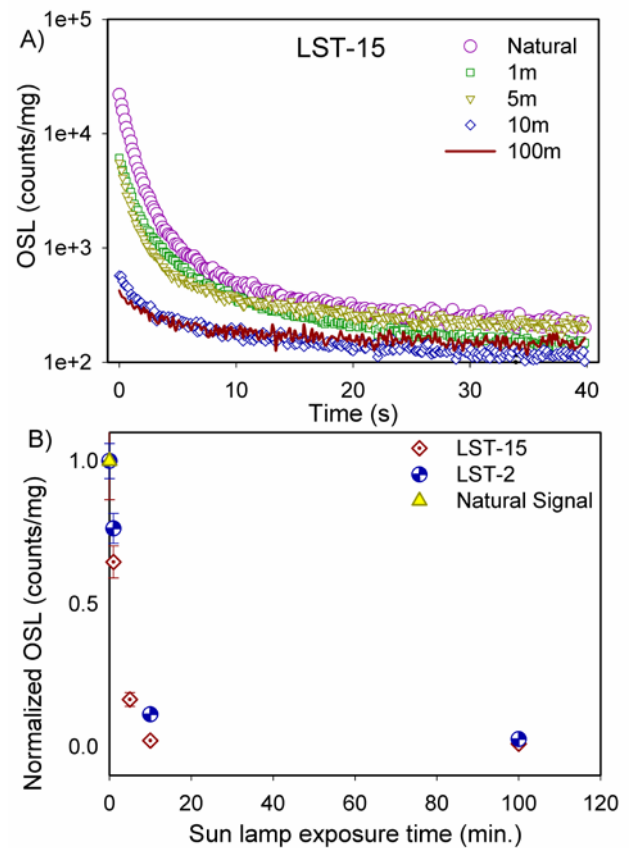 A)
LST-15
Natural
1m
5m
10m
100m
1e+5
1e+4
1e+3
1e+2
OSL (counts/mg)
0 10 20 30 40
Time (s)
B)
LST-15
LST-2
Natural Signal
1.0
0.5
0.0
Normalized OSL (counts/mg)
0 20 40 60 80 100 120
Sun lamp exposure time (min.)